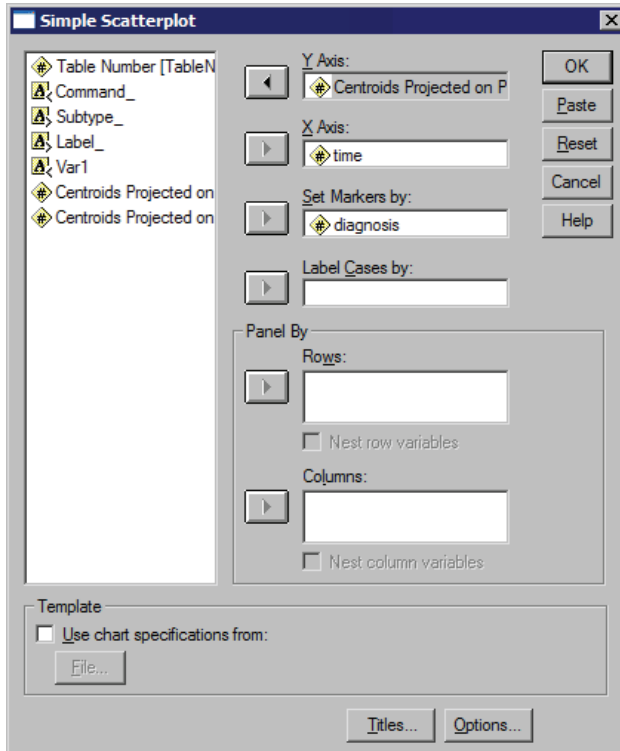 Simple Scatterplot
Table Number [TableN
Command_
Subtype_
Label_
Var1
Centroids Projected on
Centroids Projected on
Y Axis:
Centroids Projected on P
X Axis:
time
Set Markers by:
diagnosis
Label Cases by:
Panel By
Rows:
Nest row variables
Columns:
Nest column variables
OK
Paste
Reset
Cancel
Help
Template
Use chart specifications from:
File...
Titles...
Options...